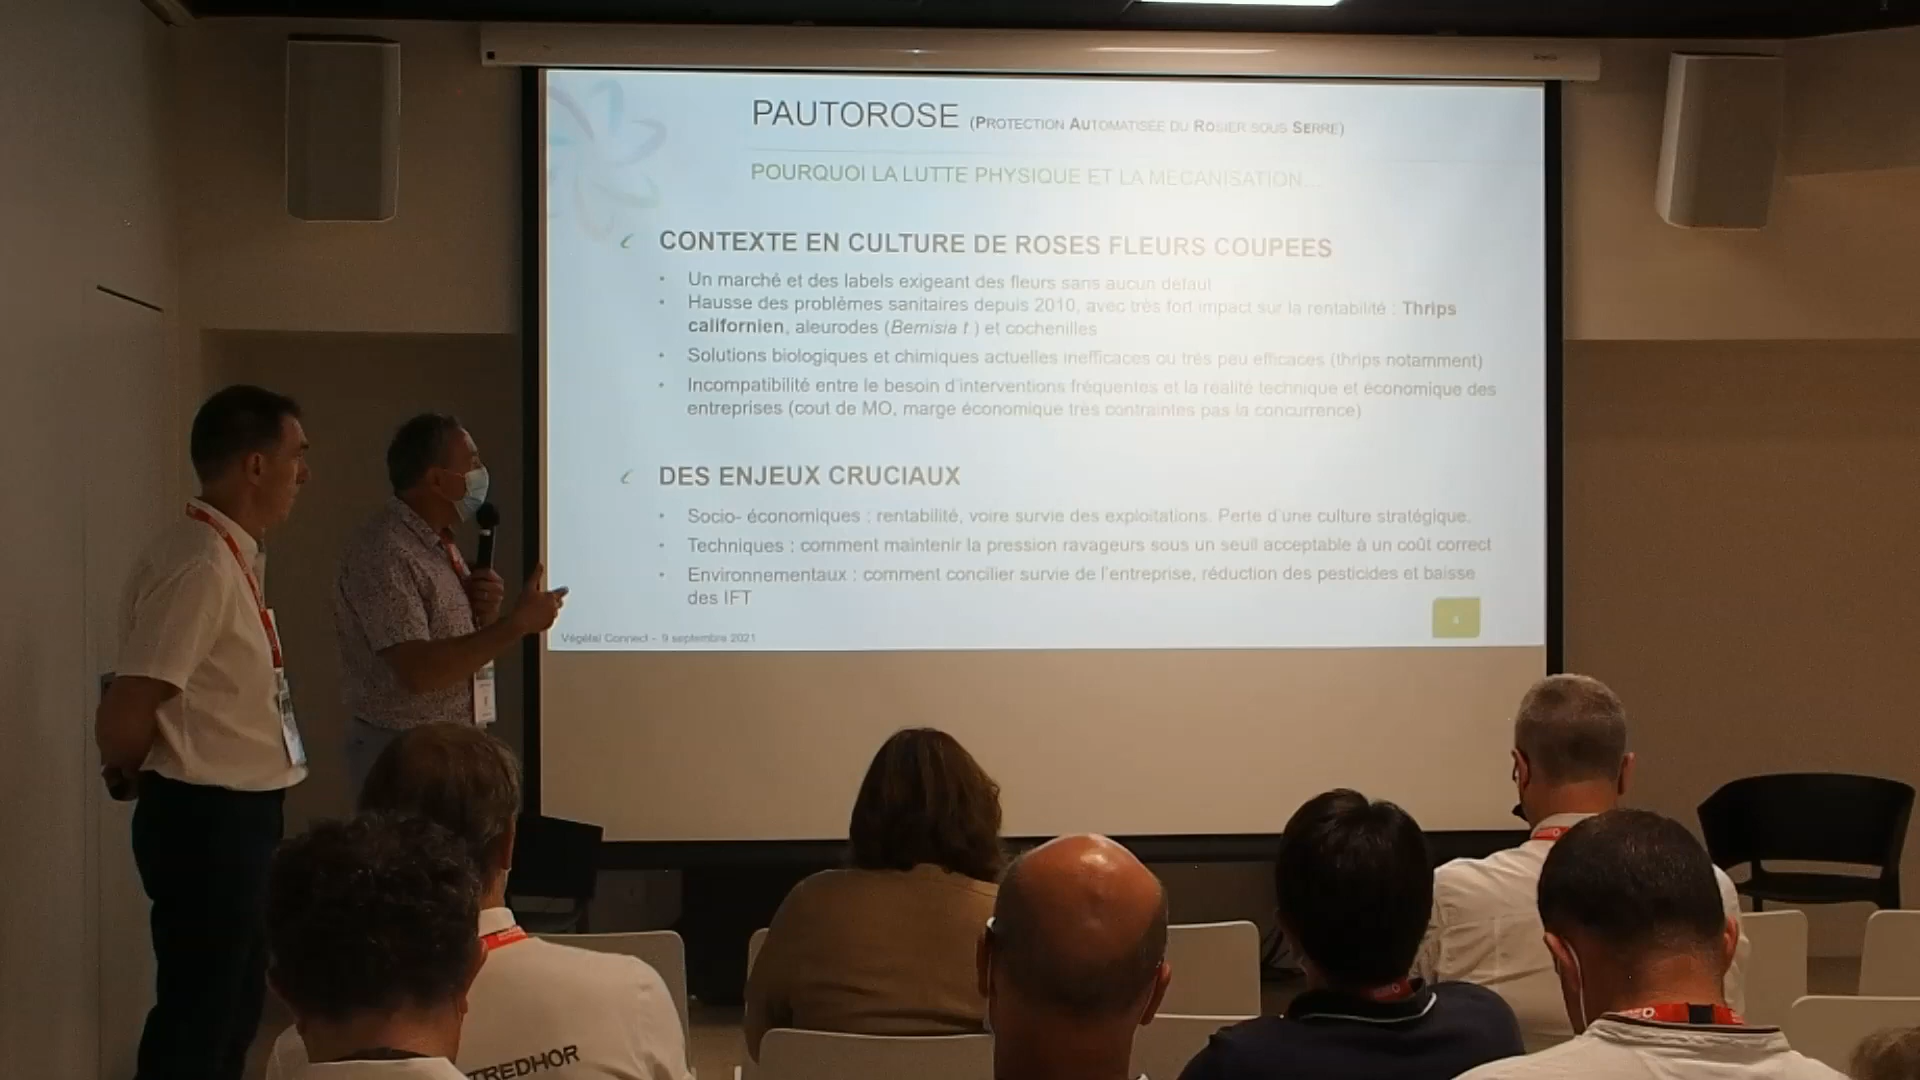 PAUTOROSE (PROTECTION AUTOMATISÉE DU ROSIER SOUS SERRE)
POURQUOI LA LUTTE PHYSIQUE ET LA MECANISATION...
CONTEXTE EN CULTURE DE ROSES FLEURS COUPEES
• Un marché et des labels exigeant des fleurs sans aucun défaut
• Hausse des problèmes sanitaires depuis 2010, avec très fort impact sur la rentabilité : Thrips
californien, aleurodes (Bemisia t.) et cochenilles
• Solutions biologiques et chimiques actuelles inefficaces ou très peu efficaces (thrips notamment)
• Incompatibilité entre le besoin d'interventions fréquentes et la réalité technique et économique des
entreprises (cout de MO, marge économique très contraintes pas la concurrence)
DES ENJEUX CRUCIAUX
• Socio- économiques : rentabilité, voire survie des exploitations. Perte d'une culture stratégique.
• Techniques : comment maintenir la pression ravageurs sous un seuil acceptable à un coût correct
• Environnementaux : comment concilier survie de l'entreprise, réduction des pesticides et baisse
des IFT
Végétal Connect - 9 septembre 2021
TREDHOR